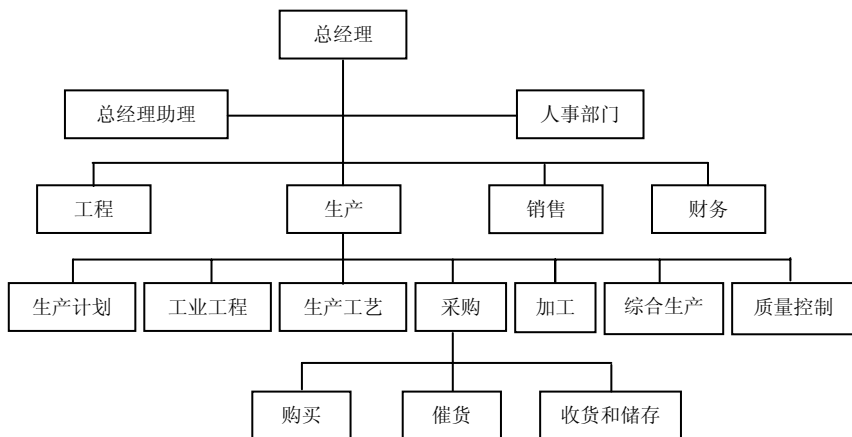 总经理
总经理助理
人事部门
工程
生产
销售
财务
生产计划
工业工程
生产工艺
采购
加工
综合生产
质量控制
购买
催货
收货和储存